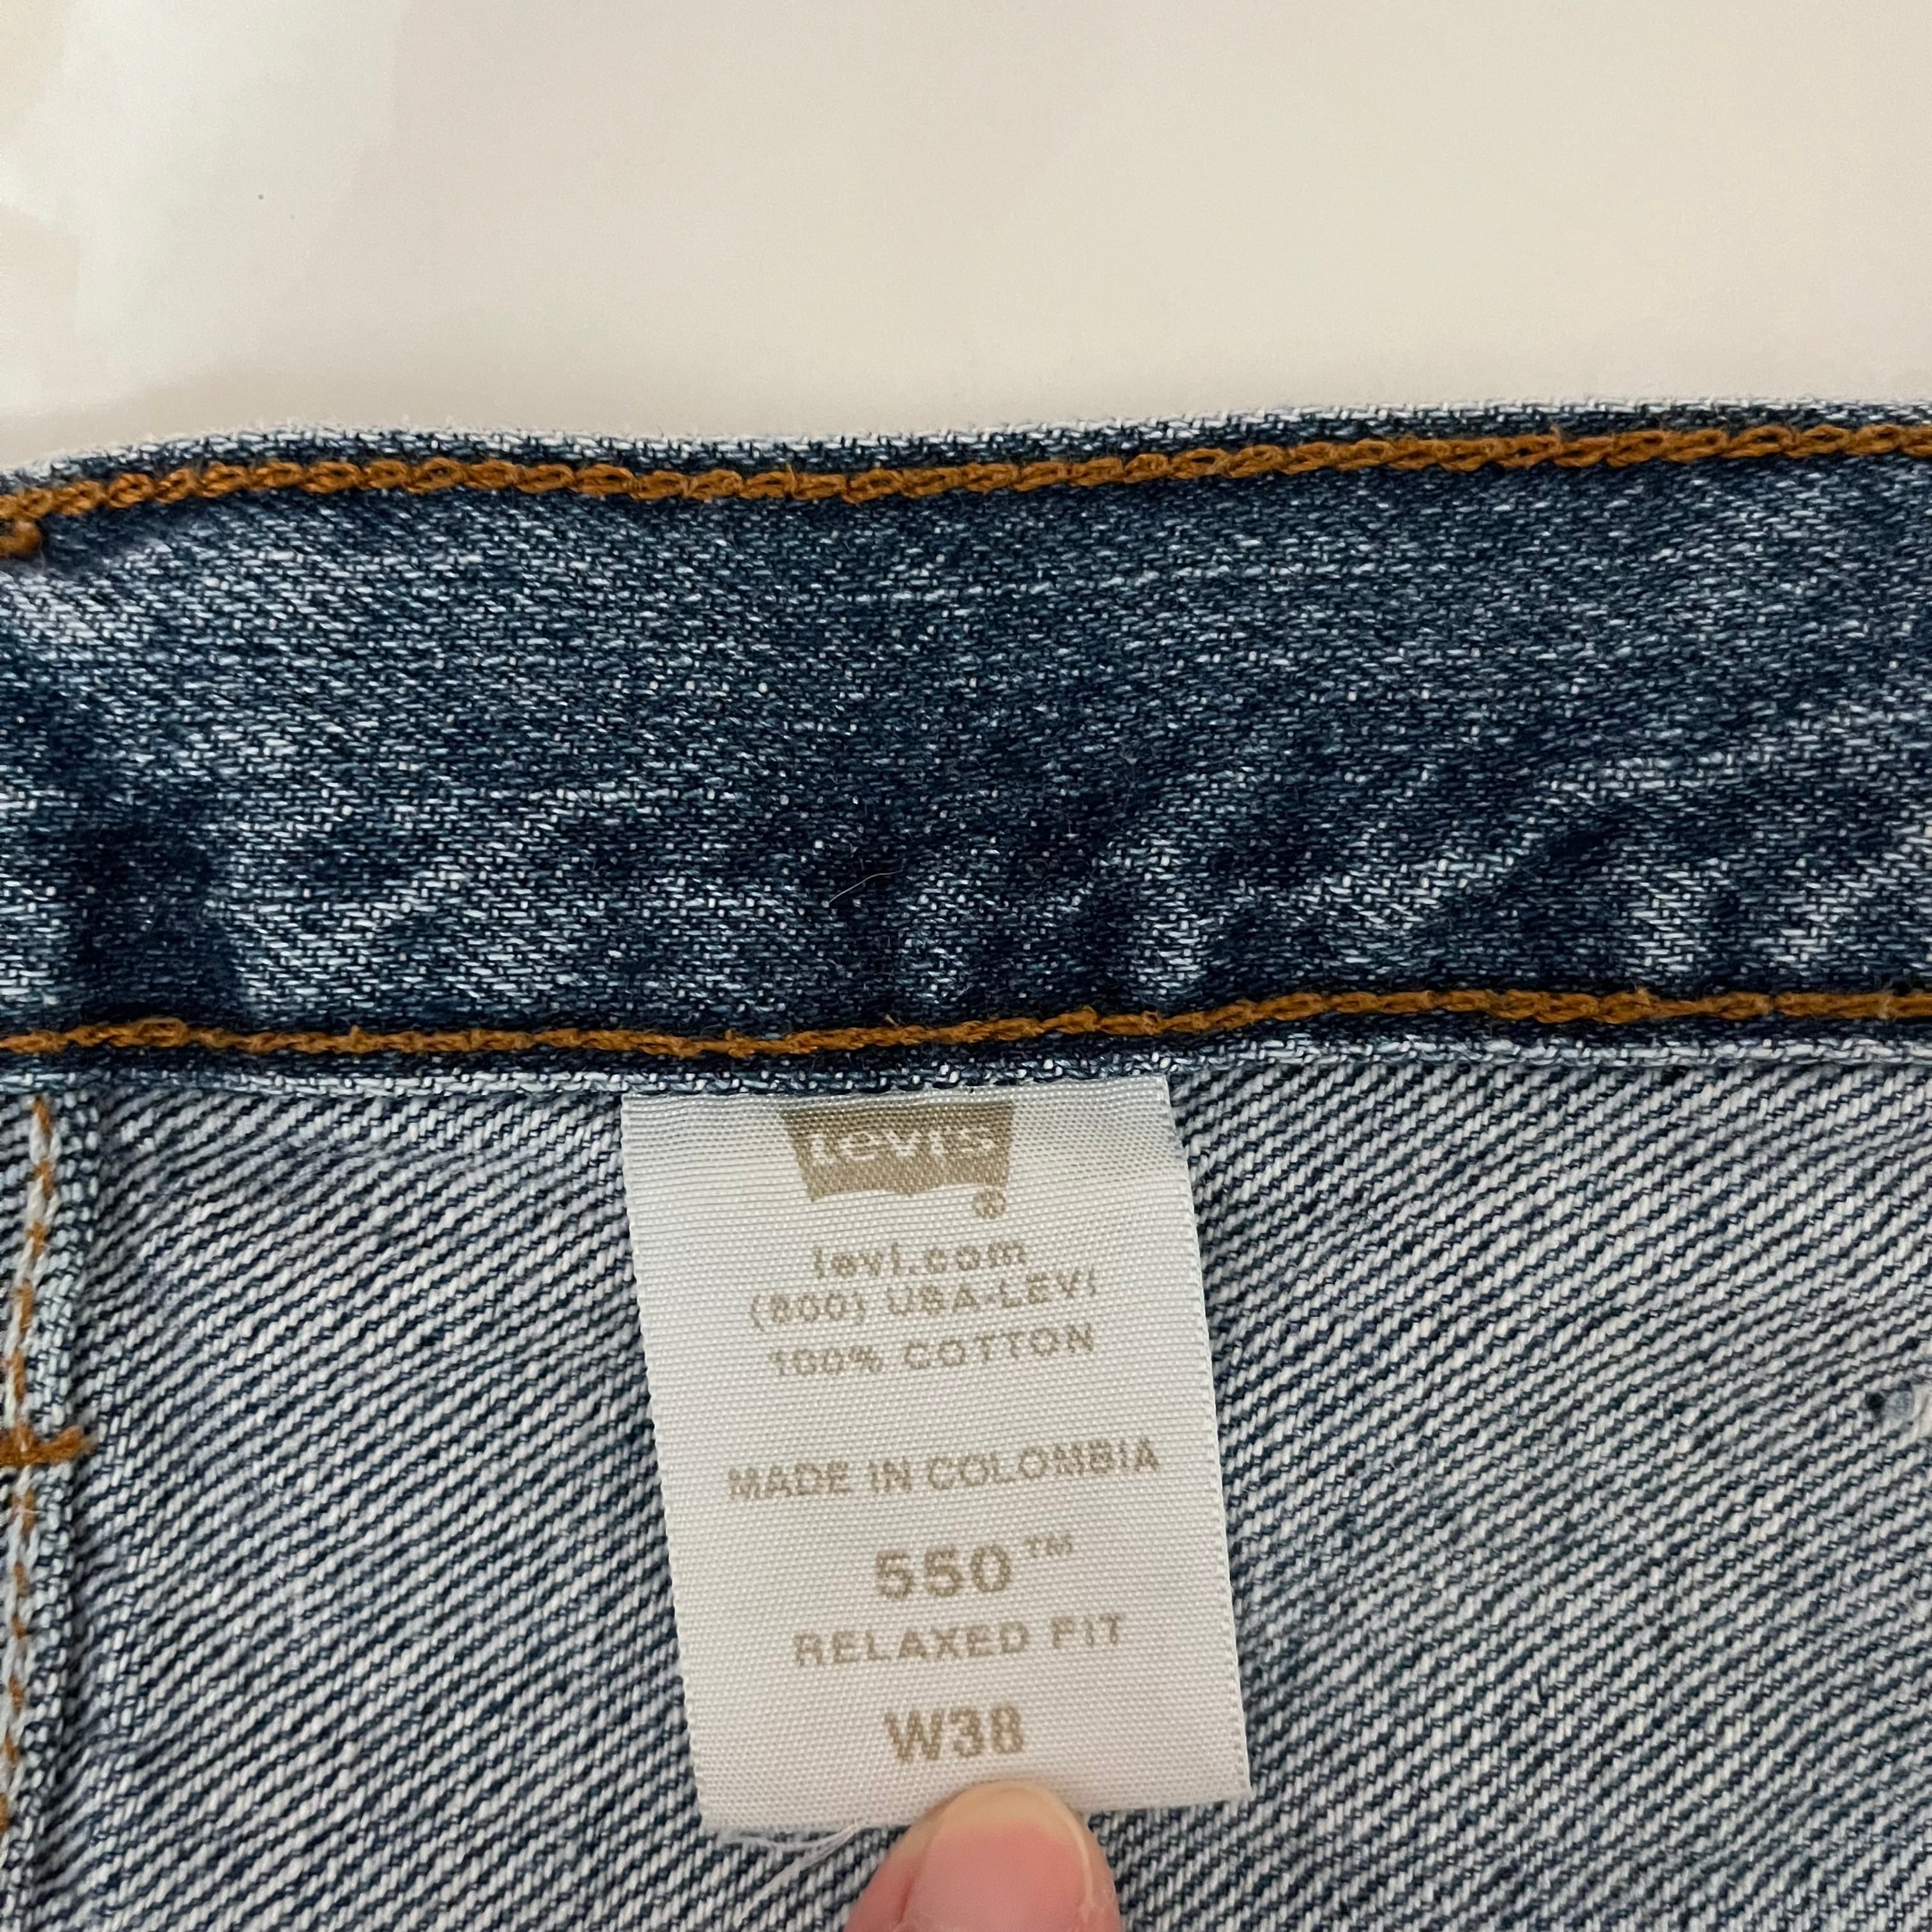 Levi's
®
levi.com
(800) USA-LEVI
100% COTTON
MADE IN COLOMBIA
550™
RELAXED FIT
W38